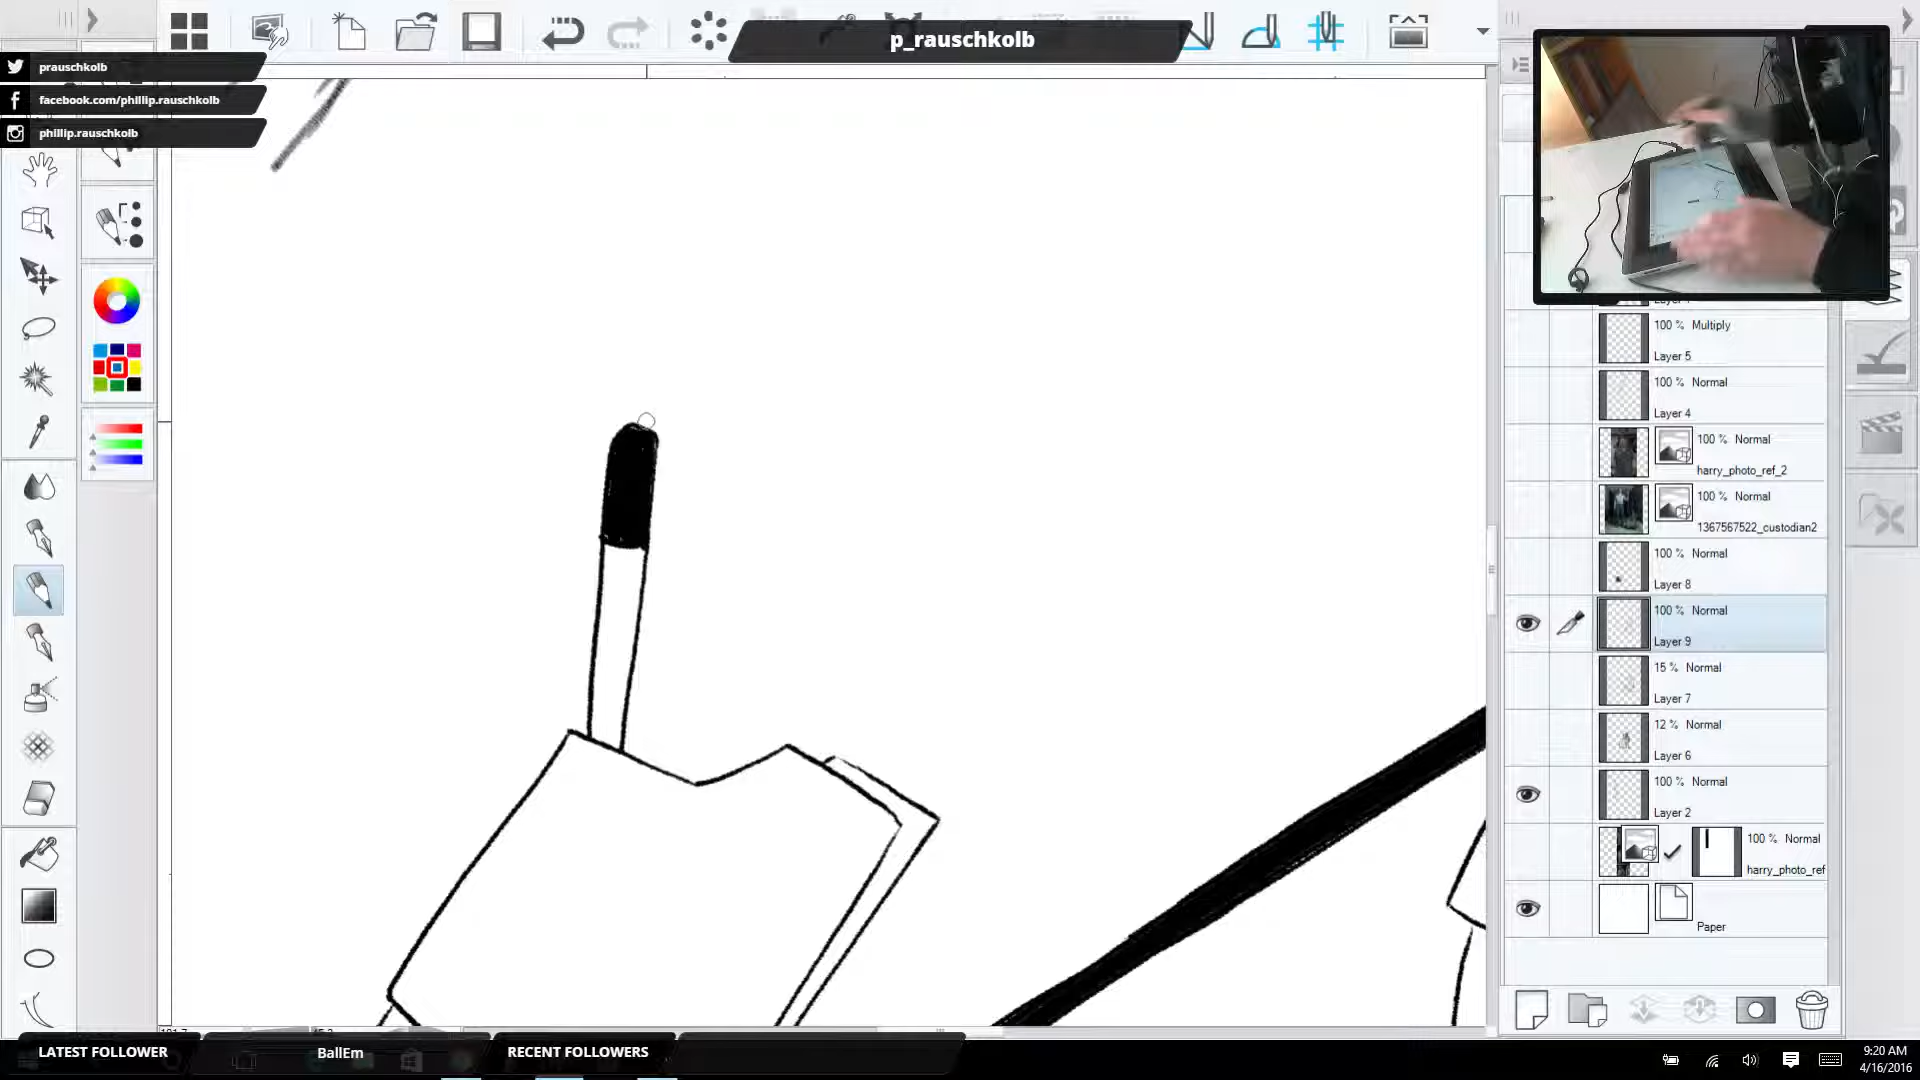 p_rauschkolb
prauschkolb
facebook.com/phillip.rauschkolb
phillip.rauschkolb
100 % Multiply
Layer 5
100 % Normal
Layer 4
100 % Normal
harry_photo_ref_2
100 % Normal
1367567522_custodian2
100 % Normal
Layer 8
100 % Normal
Layer 9
15 % Normal
Layer 7
12 % Normal
Layer 6
100 % Normal
Layer 2
100 % Normal
harry_photo_ref
Paper
LATEST FOLLOWER
BallEm
RECENT FOLLOWERS
9:20 AM
4/16/2016